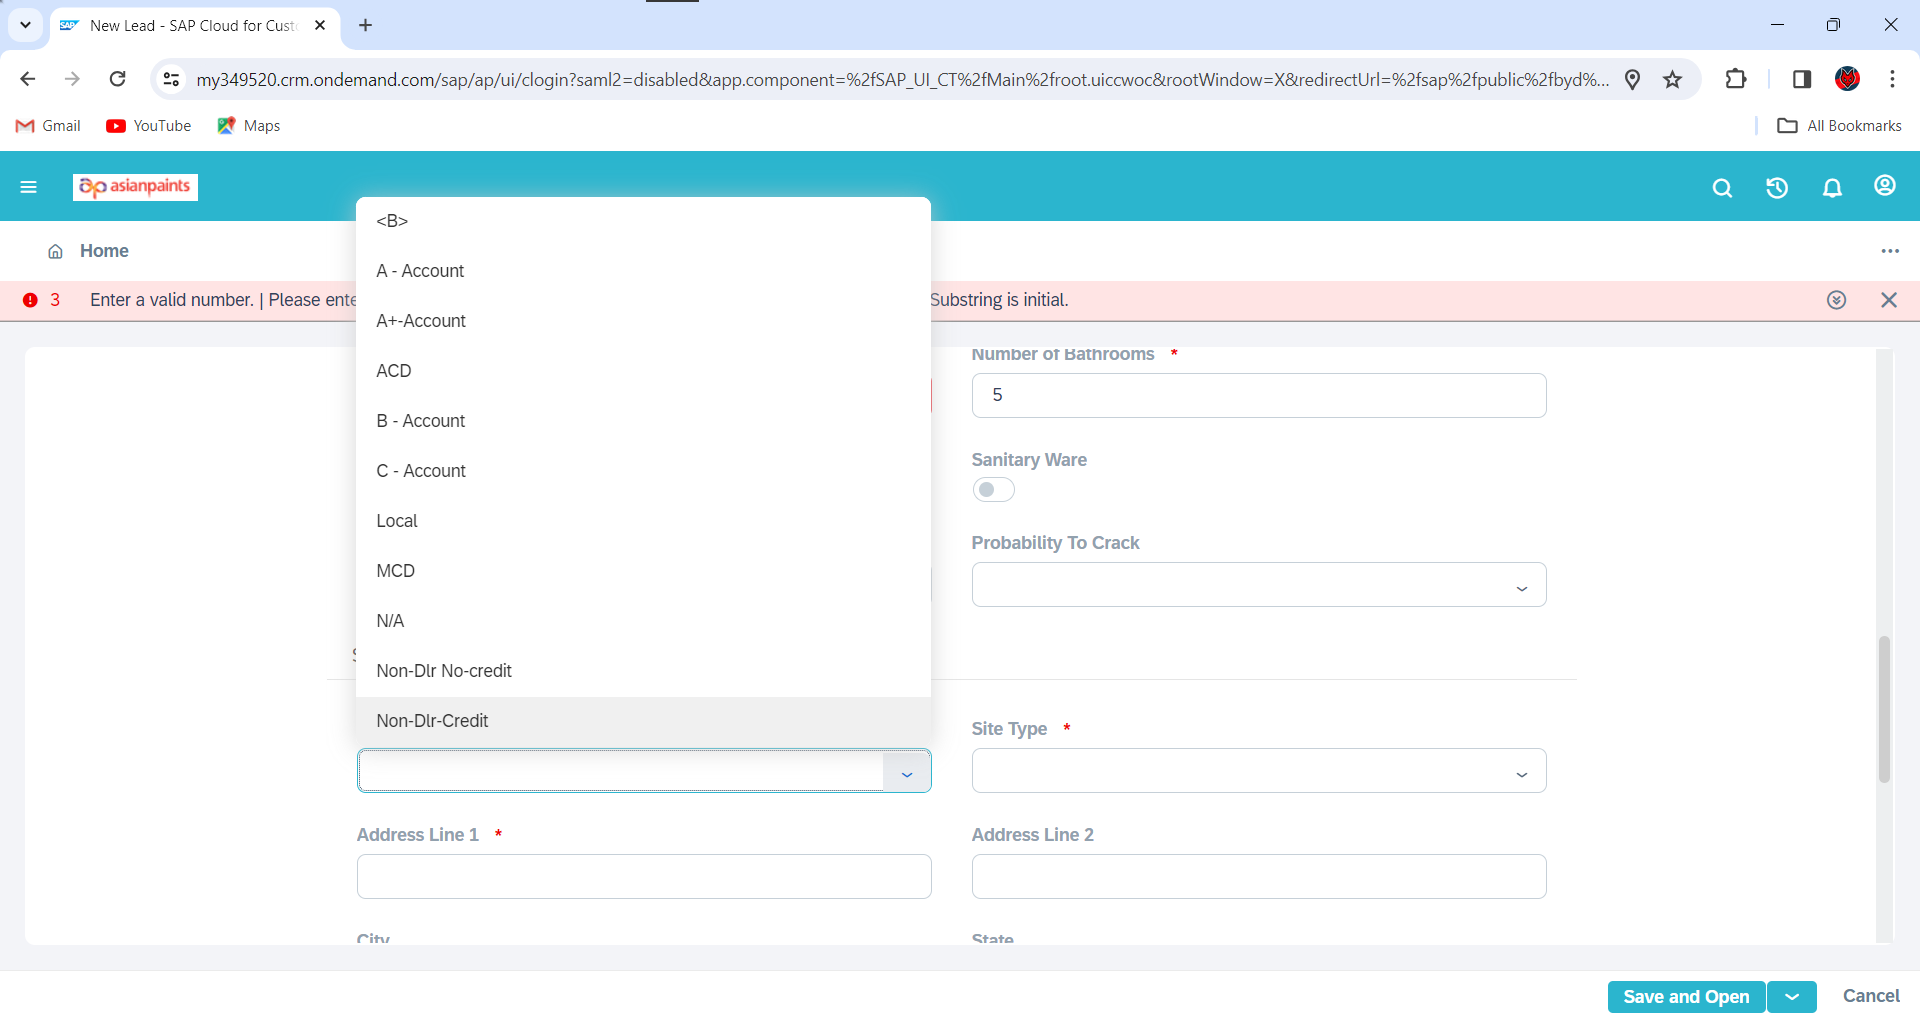 New Lead - SAP Cloud for Cust
my349520.crm.ondemand.com/sap/ap/ui/clogin?saml2=disabled&app.component=%2fSAP_UI_CT%2fMain%2froot.uiccwoc&rootWindow=X&redirectUrl=%2fsap%2fpublic%2fbyd%...
Gmail YouTube Maps All Bookmarks
asianpaints
Home
3 Enter a valid number. | Please ente Substring is initial.
<B>
A - Account
A+-Account
ACD
B - Account
C - Account
Local
MCD
N/A
Non-Dlr No-credit
Non-Dlr-Credit
Number of Bathrooms *
5
Sanitary Ware
Probability To Crack
Site Type *
Address Line 1 * Address Line 2
City State
Save and Open Cancel